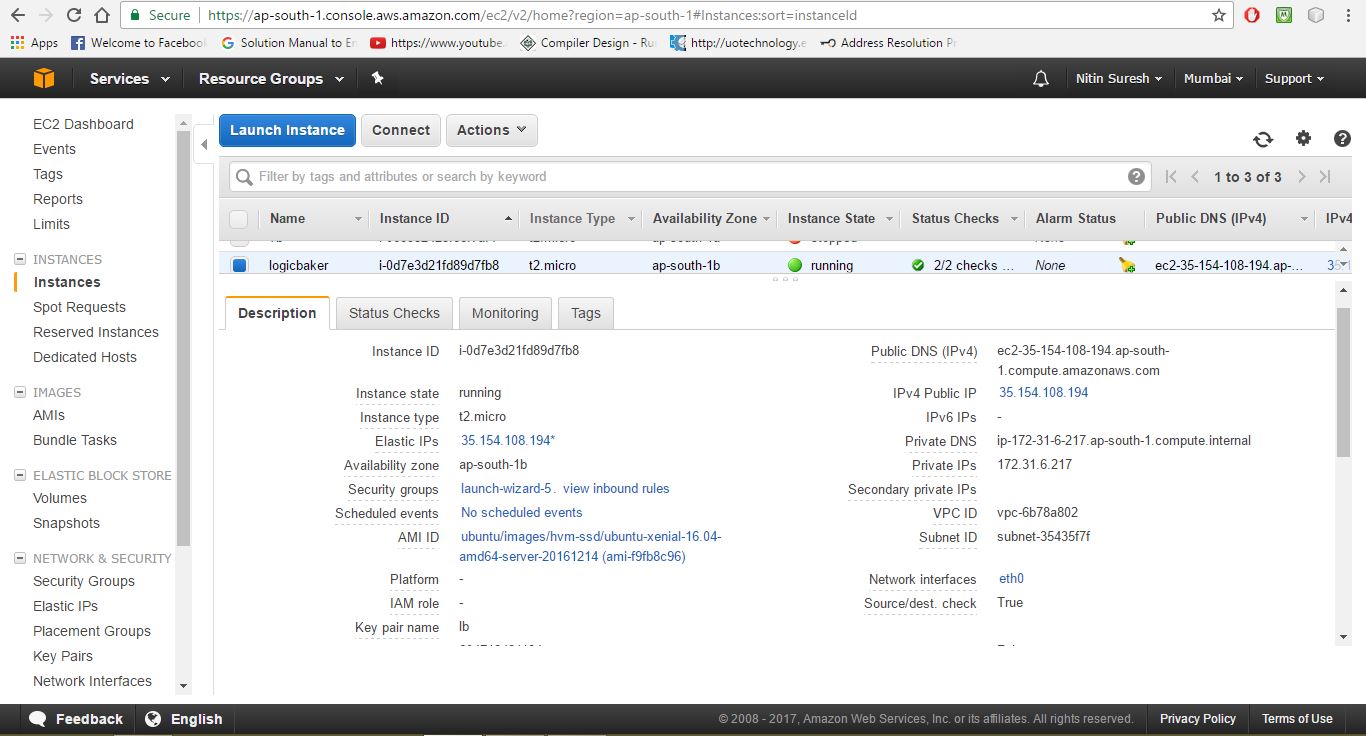 Secure https://ap-south-1.console.aws.amazon.com/ec2/v2/home?region=ap-south-1#Instances:sort=instanceId
Apps Welcome to Facebook Solution Manual to En https://www.youtube. Compiler Design - Ru http://uotechnology.e Address Resolution Pr
Services Resource Groups Nitin Suresh Mumbai Support
EC2 Dashboard
Events
Tags
Reports
Limits
INSTANCES
Instances
Spot Requests
Reserved Instances
Dedicated Hosts
IMAGES
AMIs
Bundle Tasks
ELASTIC BLOCK STORE
Volumes
Snapshots
NETWORK & SECURITY
Security Groups
Elastic IPs
Placement Groups
Key Pairs
Network Interfaces
Launch Instance Connect Actions
Filter by tags and attributes or search by keyword 1 to 3 of 3
Name Instance ID Instance Type Availability Zone Instance State Status Checks Alarm Status Public DNS (IPv4) IPv4
logicbaker i-0d7e3d21fd89d7fb8 t2.micro ap-south-1b running 2/2 checks ... None ec2-35-154-108-194.ap-...
Description Status Checks Monitoring Tags
Instance ID i-0d7e3d21fd89d7fb8 Public DNS (IPv4) ec2-35-154-108-194.ap-south-
1.compute.amazonaws.com
Instance state running IPv4 Public IP 35.154.108.194
Instance type t2.micro IPv6 IPs -
Elastic IPs 35.154.108.194* Private DNS ip-172-31-6-217.ap-south-1.compute.internal
Availability zone ap-south-1b Private IPs 172.31.6.217
Security groups launch-wizard-5. view inbound rules Secondary private IPs
Scheduled events No scheduled events VPC ID vpc-6b78a802
AMI ID ubuntu/images/hvm-ssd/ubuntu-xenial-16.04- Subnet ID subnet-35435f7f
amd64-server-20161214 (ami-f9fb8c96)
Platform - Network interfaces eth0
IAM role - Source/dest. check True
Key pair name lb
Feedback English © 2008 - 2017, Amazon Web Services, Inc. or its affiliates. All rights reserved. Privacy Policy Terms of Use